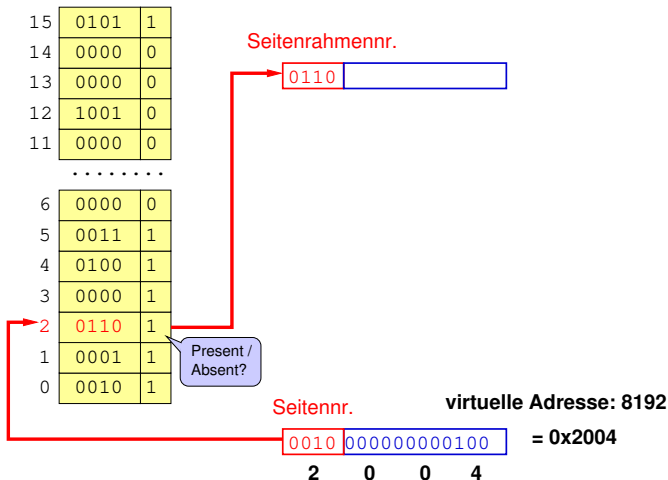 15 0101 1
14 0000 0
13 0000 0
12 1001 0
11 0000 0
. . . . . . . .
6 0000 0
5 0011 1
4 0100 1
3 0000 1
2 0110 1
1 0001 1
0 0010 1
Present /
Absent?
Seitenrahmennr.
0110
Seitennr.
virtuelle Adresse: 8192
0010 000000000100
= 0x2004
2 0 0 4